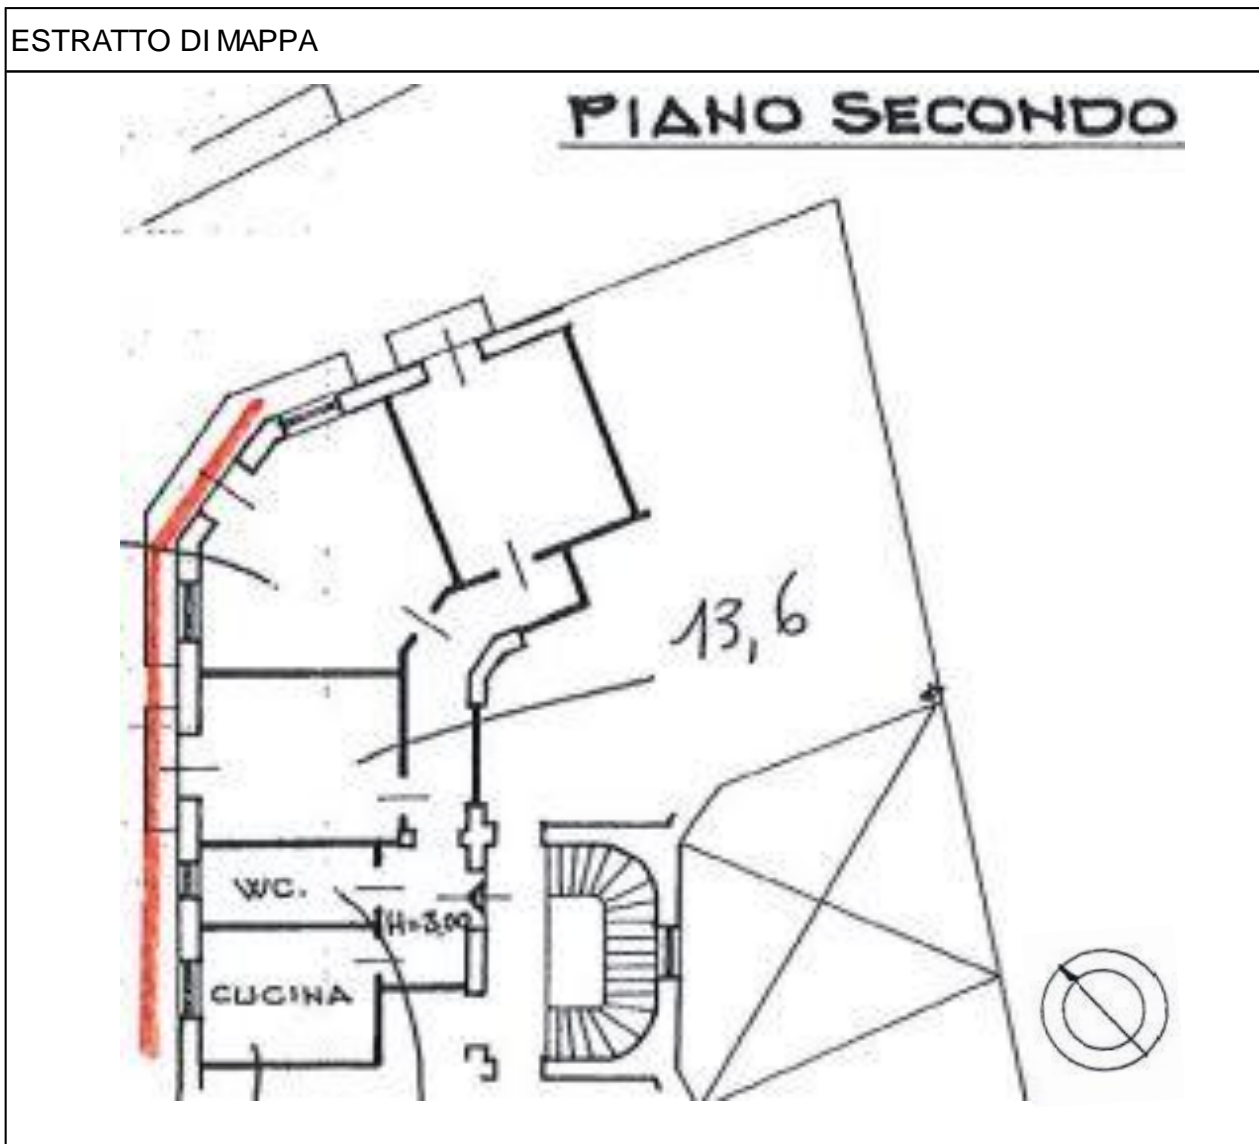 ESTRATTO DI MAPPA
PIANO SECONDO
13,6
WC.
H=3,00
CUCINA